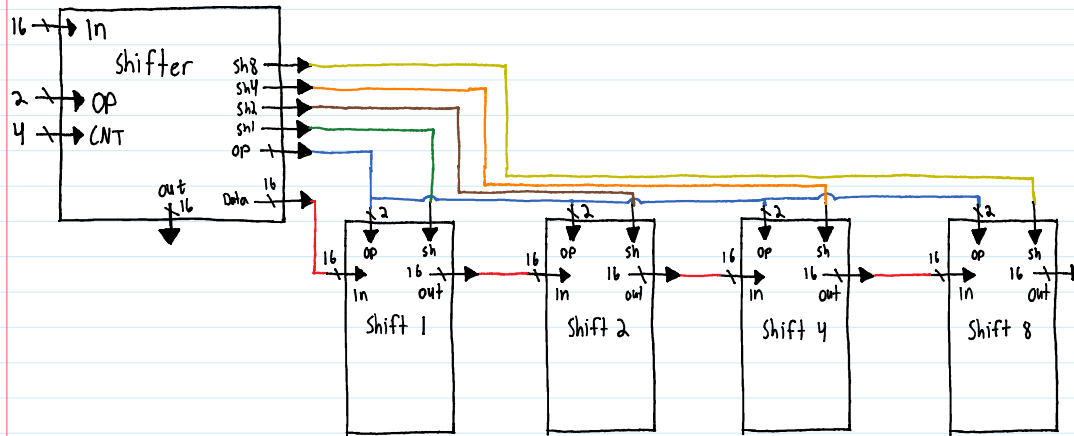 16 In
Shifter
2 OP
4 CNT
sh8
sh4
sh2
sh1
OP
Data 16
out
16
2
2
2
2
16 OP sh
16
In out
Shift 1
16 OP sh
16
In out
Shift 2
16 OP sh
16
In out
Shift 4
16 OP sh
16
In out
Shift 8